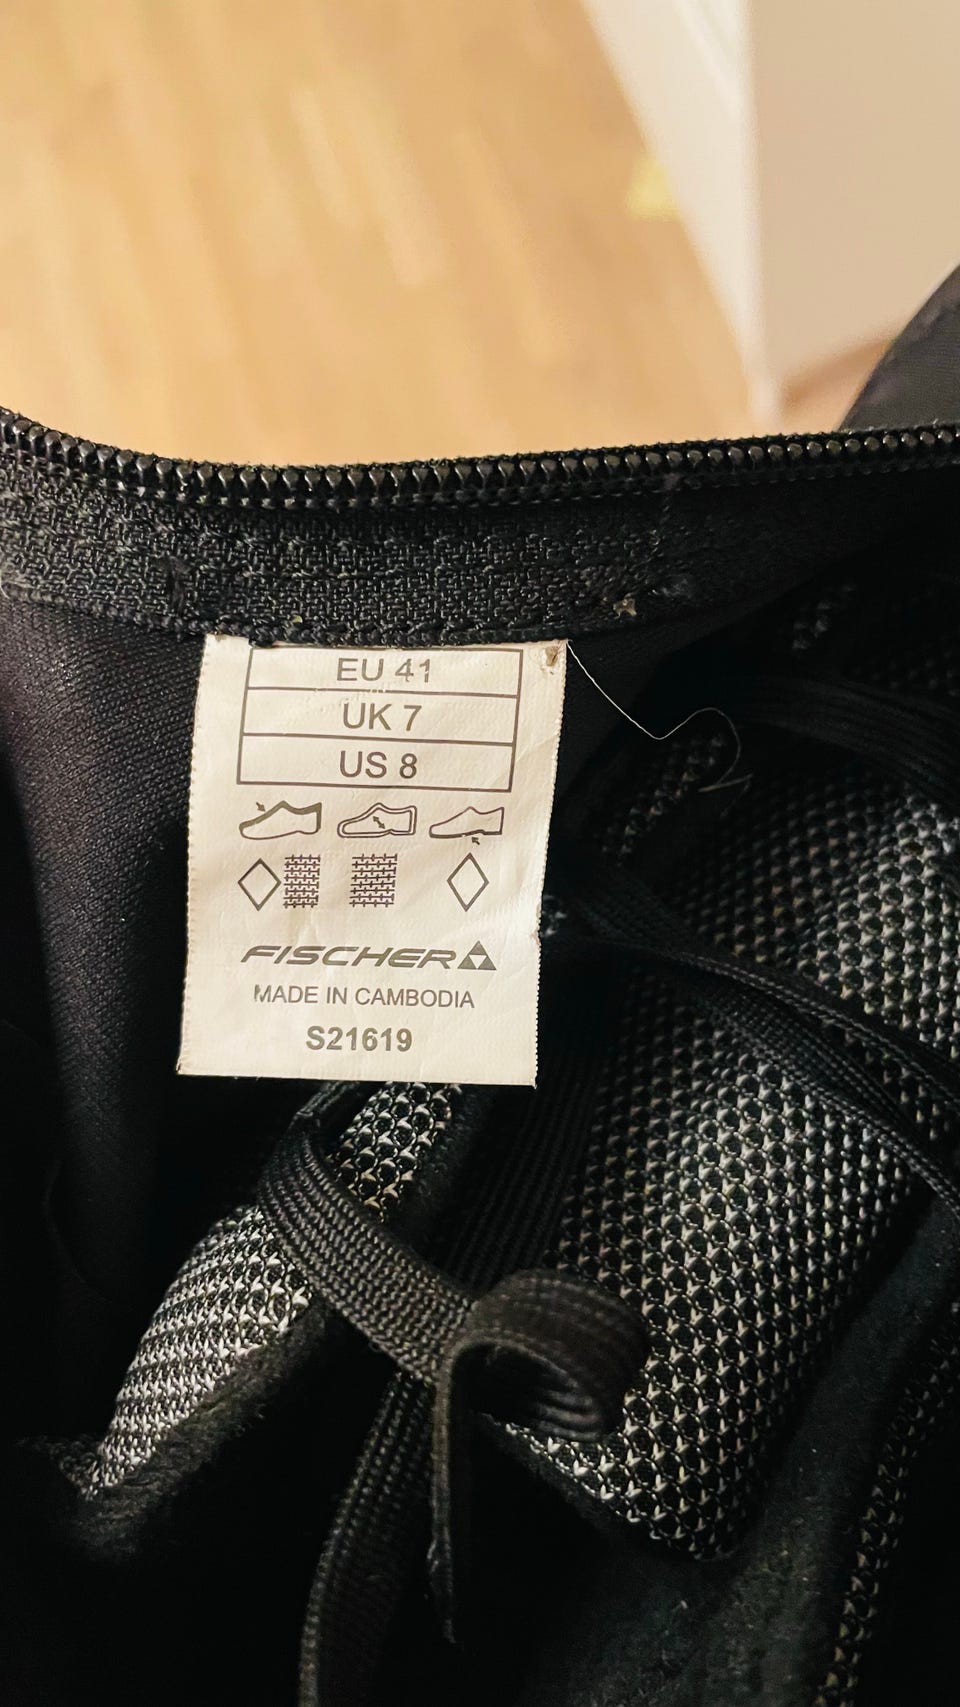 EU 41
UK 7
US 8
FISCHER
MADE IN CAMBODIA
S21619